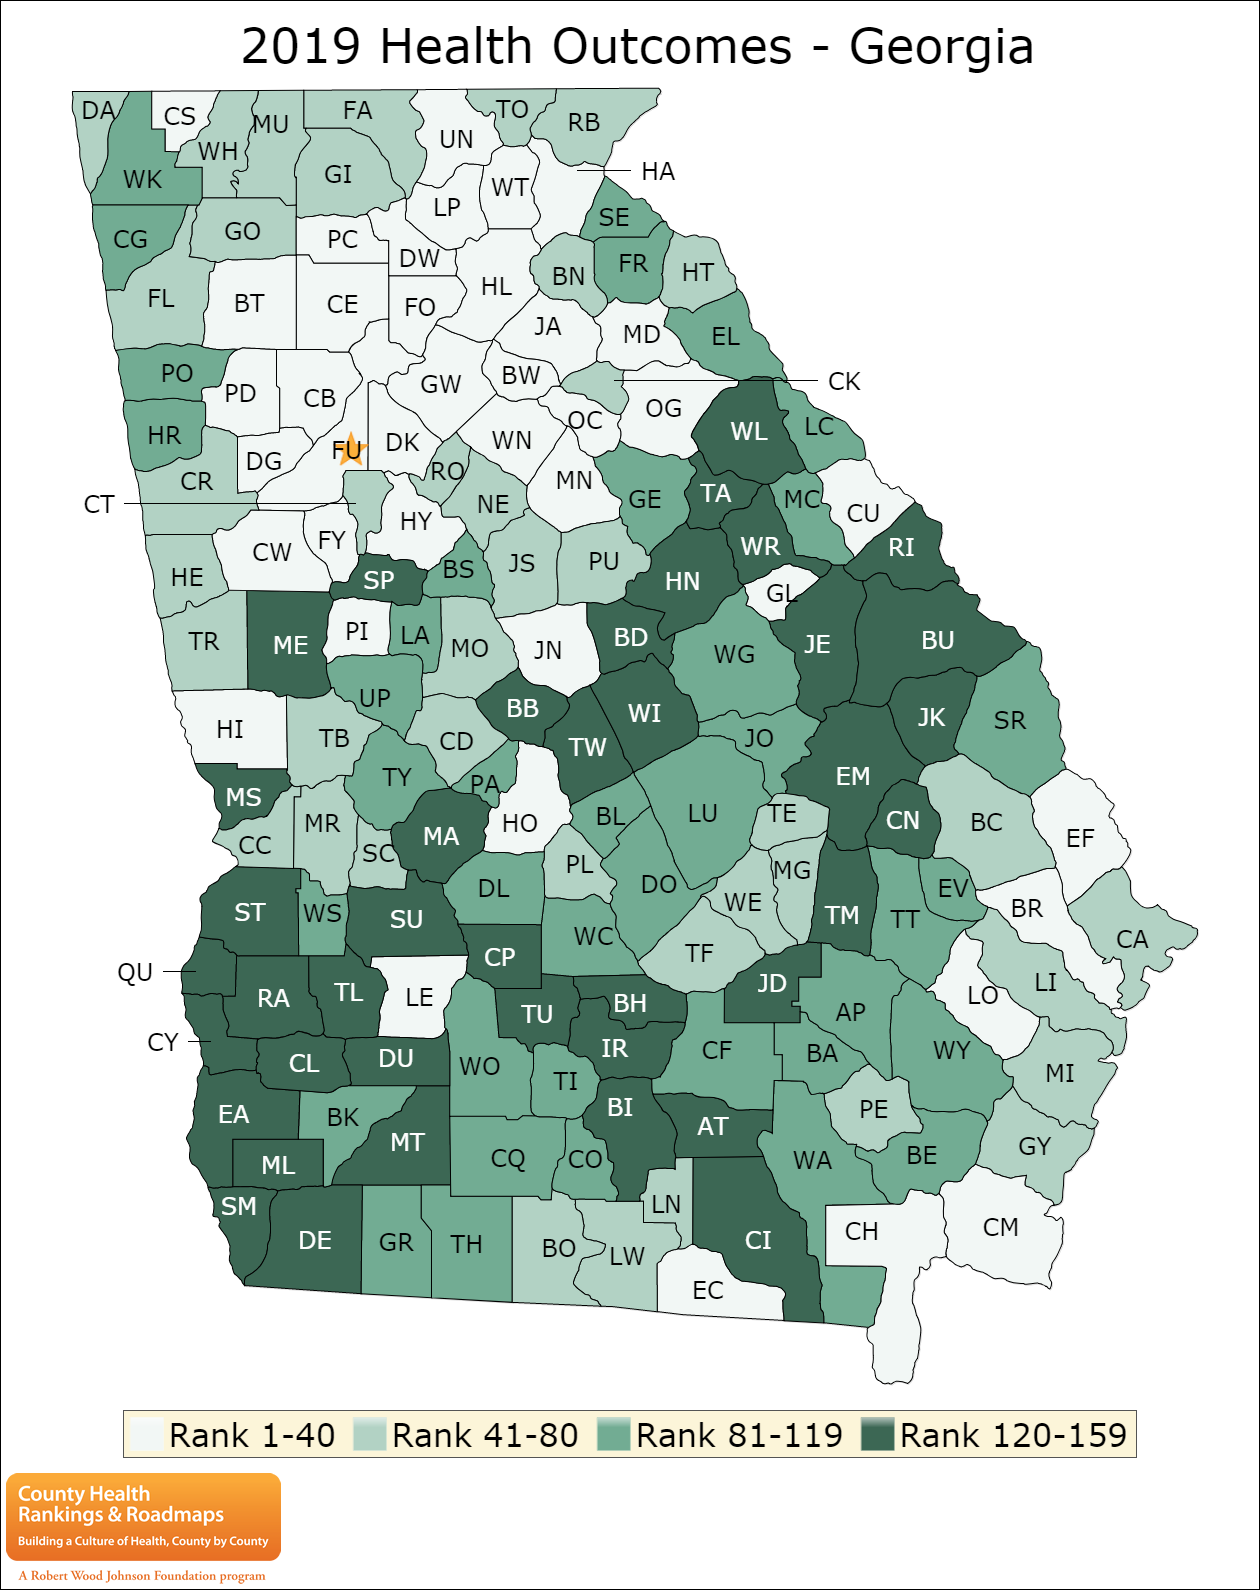 2019 Health Outcomes - Georgia
DA
CS
MU
FA
TO
RB
UN
WH
WK
GI
HA
WT
LP
SE
CG
GO
PC
DW
FR
HT
BN
FL
BT
CE
FO
HL
JA
MD
EL
PO
PD
CB
GW
BW
CK
OG
HR
OC
LC
WL
FU
DK
WN
DG
RO
CR
MN
CT
NE
GE
TA
MC
CU
HY
FY
CW
WR
RI
HE
SP
BS
JS
PU
HN
GL
TR
ME
PI
LA
MO
JN
BD
WG
JE
BU
UP
BB
WI
JK
SR
HI
TB
CD
TW
JO
TY
PA
EM
MS
MR
MA
HO
BL
LU
TE
CN
BC
EF
CC
SC
PL
MG
DL
DO
WE
EV
ST
WS
SU
WC
TM
TT
BR
CA
CP
TF
QU
RA
TL
LE
JD
LI
LO
TU
BH
AP
CY
CL
DU
WO
IR
CF
BA
WY
MI
TI
EA
BK
MT
BI
AT
PE
GY
ML
CQ
CO
WA
BE
SM
LN
DE
GR
TH
BO
LW
CI
CH
CM
EC
Rank 1-40 Rank 41-80 Rank 81-119 Rank 120-159
County Health
Rankings & Roadmaps
Building a Culture of Health, County by County
A Robert Wood Johnson Foundation program